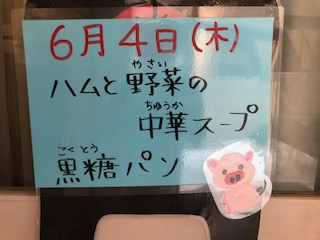 6月4日(木)
ハムと野菜の
やさい
中華スープ
ちゅうか
黒糖パン
こくとう